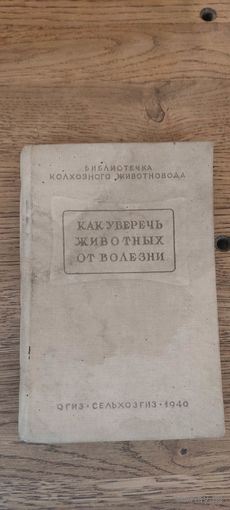 БИБЛИОТЕЧКА
КОЛХОЗНОГО ЖИВОТНОВОДА
КАК УБЕРЕЧЬ
ЖИВОТНЫХ
ОТ БОЛЕЗНИ
ОГИЗ • СЕЛЬХОЗГИЗ • 1940